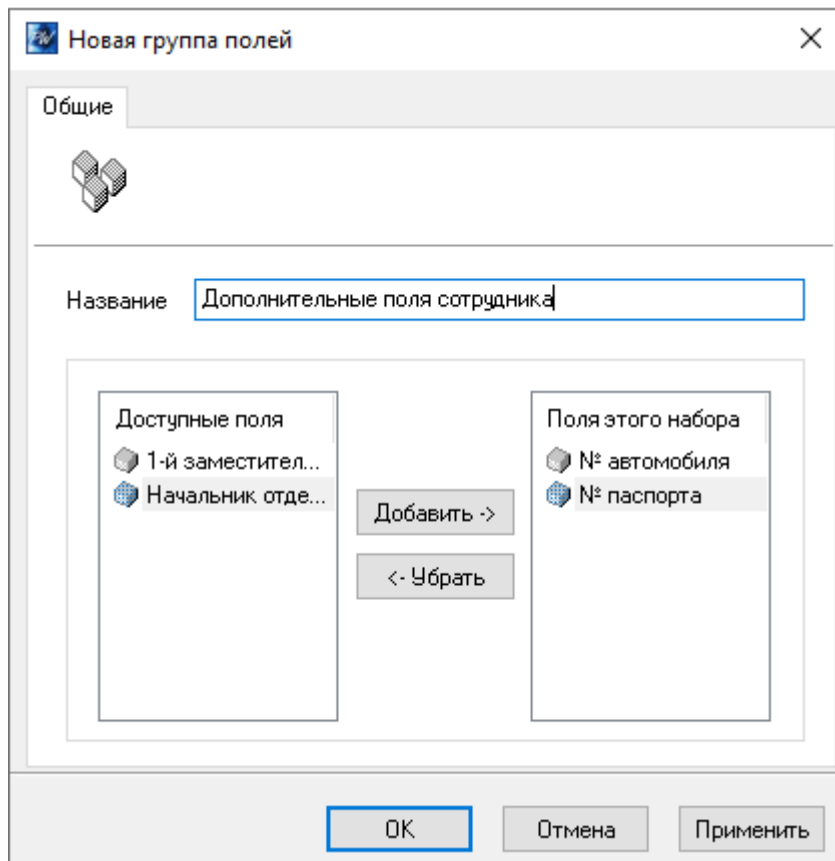 Новая группа полей
Общие
Название Дополнительные поля сотрудника
Доступные поля
1-й заместител...
Начальник отде...
Добавить ->
<- Убрать
Поля этого набора
№ автомобиля
№ паспорта
OK Отмена Применить